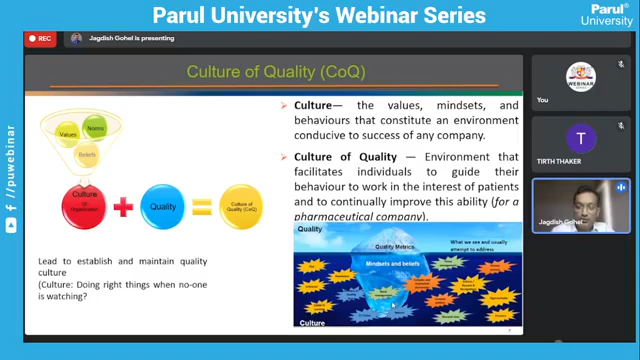 Parul University's Webinar Series
Parul®
University
REC
Jagdish Gohel is presenting
Culture of Quality (CoQ)
Values
Norms
Beliefs
Culture
Of
Organization
Quality
Culture
of Quality (CoQ)
Lead to establish and maintain quality
culture
(Culture: Doing right things when no-one
is watching?
Culture— the values, mindsets, and
behaviours that constitute an environment
conducive to success of any company.
Culture of Quality — Environment that
facilitates individuals to guide their
behaviour to work in the interest of patients
and to continually improve this ability (for a
pharmaceutical company).
Quality
Quality Metrics
What we see and usually
attempt to address
Mindsets and beliefs
Culture
You
T
TIRTH THAKER
Jagdish Gohel
/puwebinar